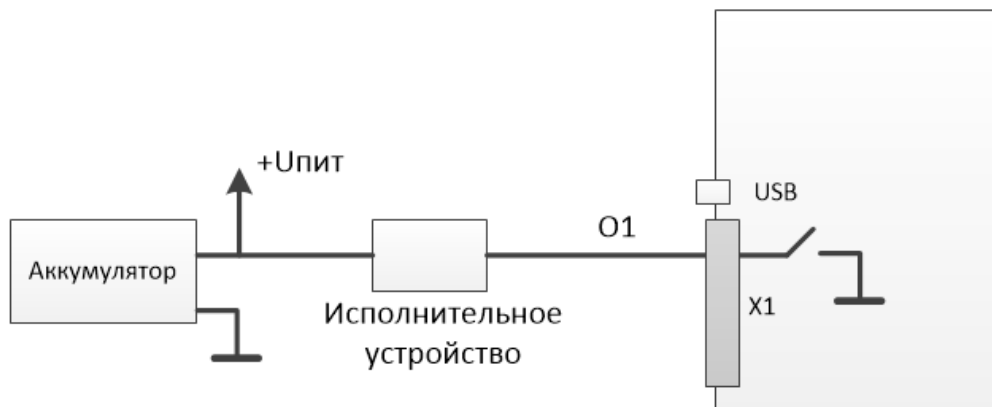 +Uпит
USB
O1
Аккумулятор
X1
Исполнительное
устройство